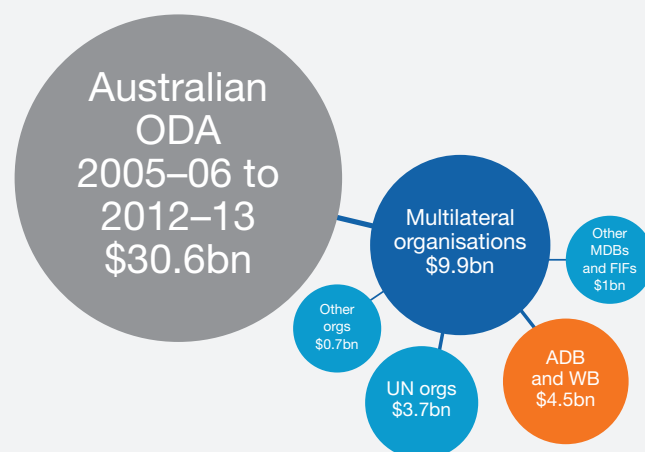 Australian
ODA
2005–06 to
2012–13
$30.6bn
Multilateral
organisations
$9.9bn
Other
MDBs
and FIFs
$1bn
Other
orgs
$0.7bn
UN orgs
$3.7bn
ADB
and WB
$4.5bn